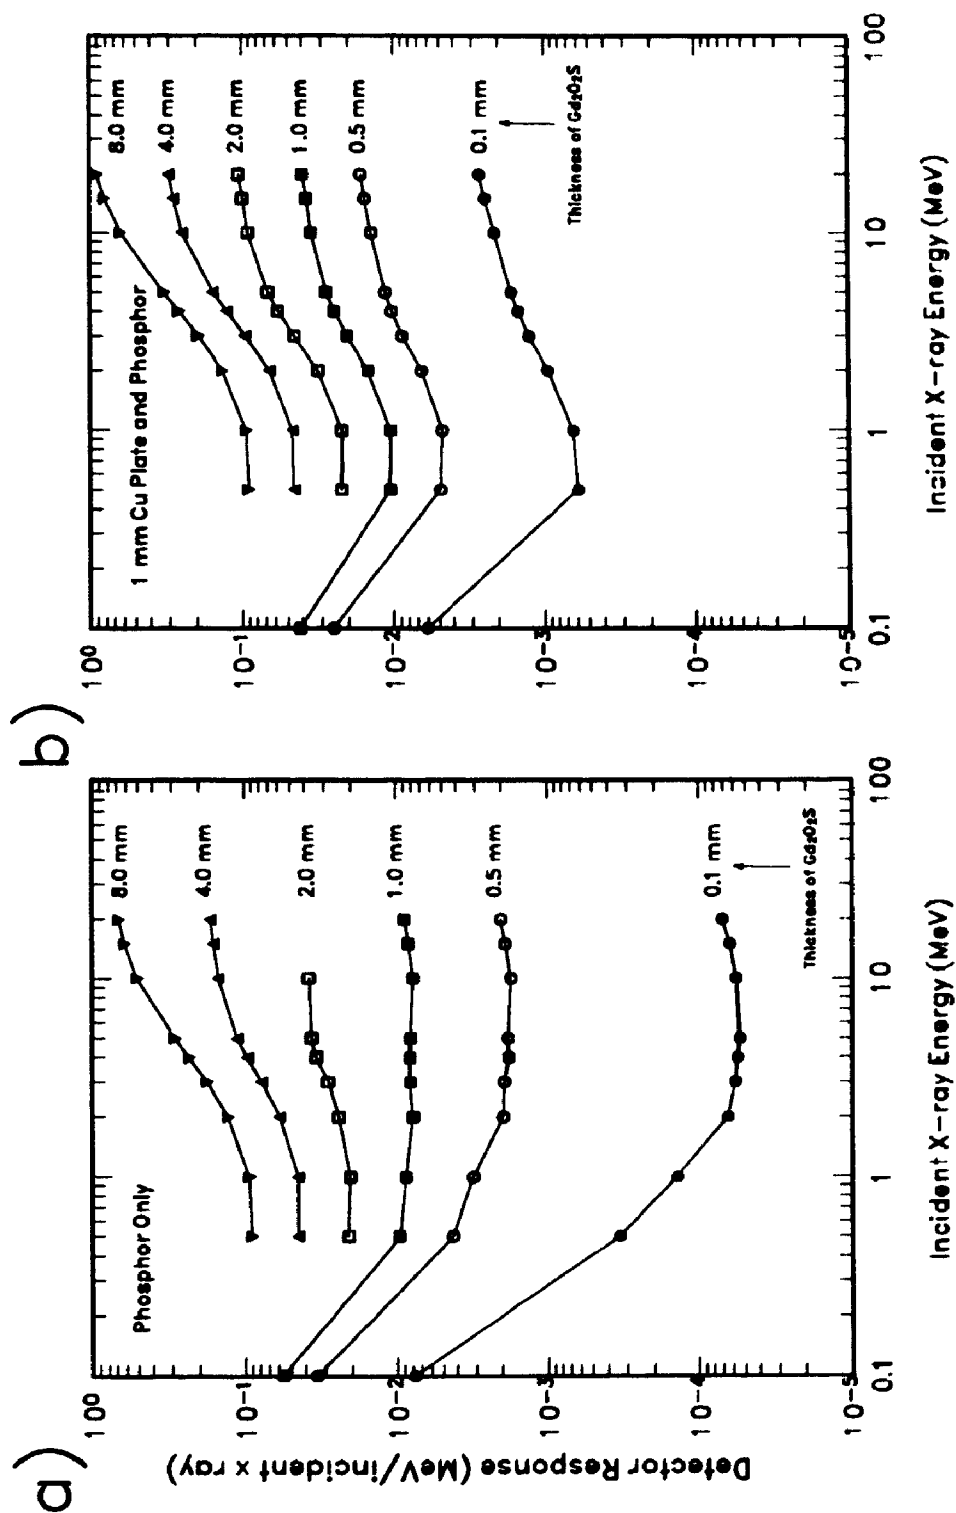 a)
Phosphor Only
8.0 mm
4.0 mm
2.0 mm
1.0 mm
0.5 mm
0.1 mm
Thickness of Gd₂O₂S
Detector Response (MeV/incident x ray)
10⁰
10⁻¹
10⁻²
10⁻³
10⁻⁴
10⁻⁵
0.1
1
10
100
Incident X-ray Energy (MeV)
b)
1 mm Cu Plate and Phosphor
8.0 mm
4.0 mm
2.0 mm
1.0 mm
0.5 mm
0.1 mm
Thickness of Gd₂O₂S
10⁰
10⁻¹
10⁻²
10⁻³
10⁻⁴
10⁻⁵
0.1
1
10
100
Incident X-ray Energy (MeV)